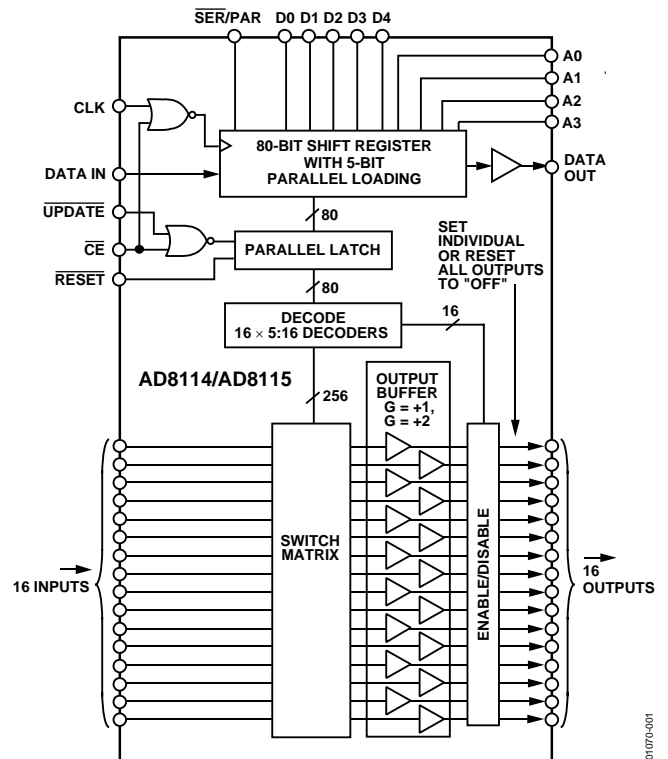 SER/PAR D0 D1 D2 D3 D4
A0
A1
A2
A3
CLK
80-BIT SHIFT REGISTER
WITH 5-BIT
PARALLEL LOADING
DATA IN
DATA
OUT
UPDATE
80
SET
INDIVIDUAL
OR RESET
ALL OUTPUTS
TO "OFF"
CE
PARALLEL LATCH
RESET
80
DECODE
16 × 5:16 DECODERS
16
AD8114/AD8115
256
OUTPUT
BUFFER
G = +1,
G = +2
SWITCH
MATRIX
ENABLE/DISABLE
16 INPUTS
16
OUTPUTS
01070-001